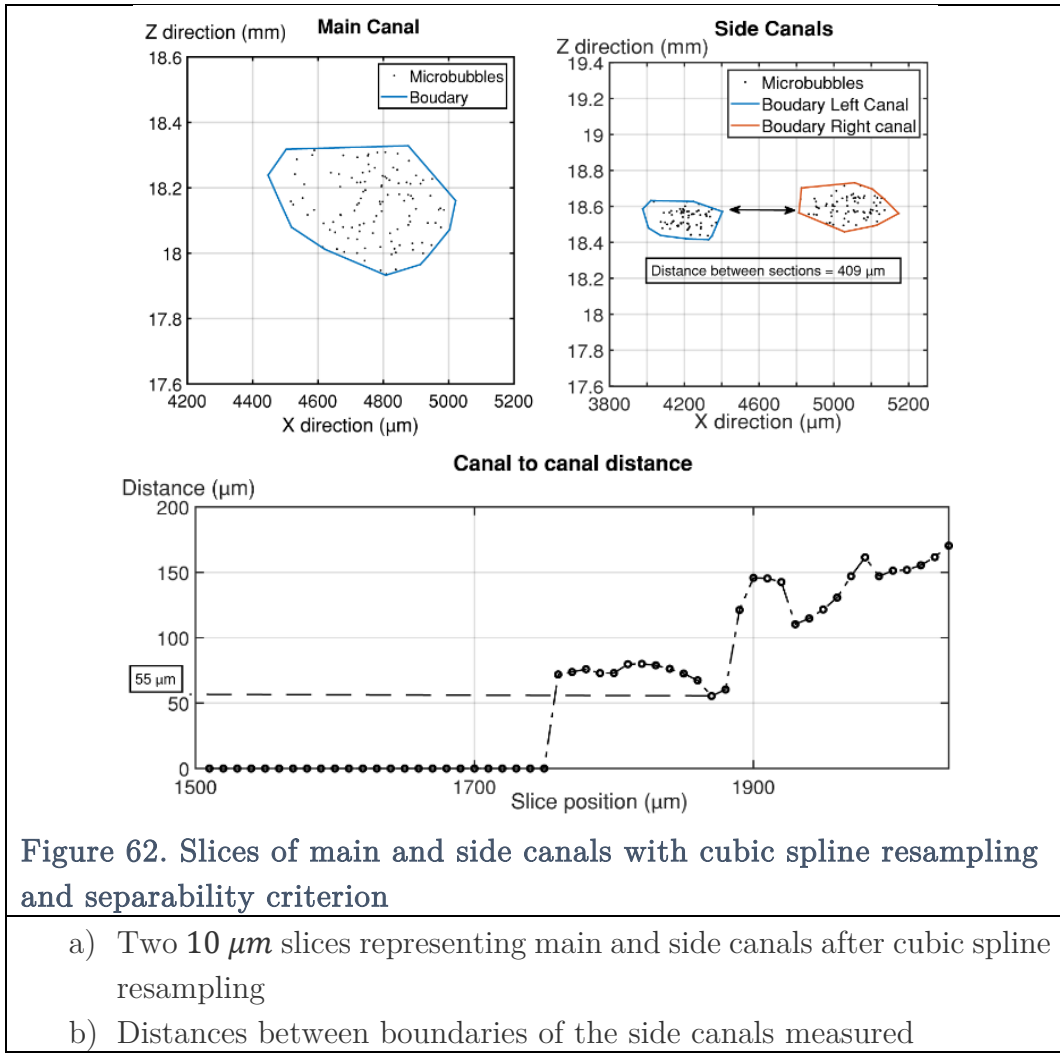 Main Canal
Z direction (mm)
18.6
18.4
18.2
18
17.8
17.6
4200 4400 4600 4800 5000 5200
X direction (µm)
Microbubbles
Boudary
Side Canals
Z direction (mm)
19.4
19.2
19
18.8
18.6
18.4
18.2
18
17.8
17.6
3800 4200 4600 5000 5200
X direction (µm)
Microbubbles
Boudary Left Canal
Boudary Right canal
Distance between sections = 409 µm
Canal to canal distance
Distance (µm)
200
150
100
55 µm
50
0
1500 1700 1900
Slice position (µm)
Figure 62. Slices of main and side canals with cubic spline resampling
and separability criterion
a) Two 10 µm slices representing main and side canals after cubic spline
resampling
b) Distances between boundaries of the side canals measured